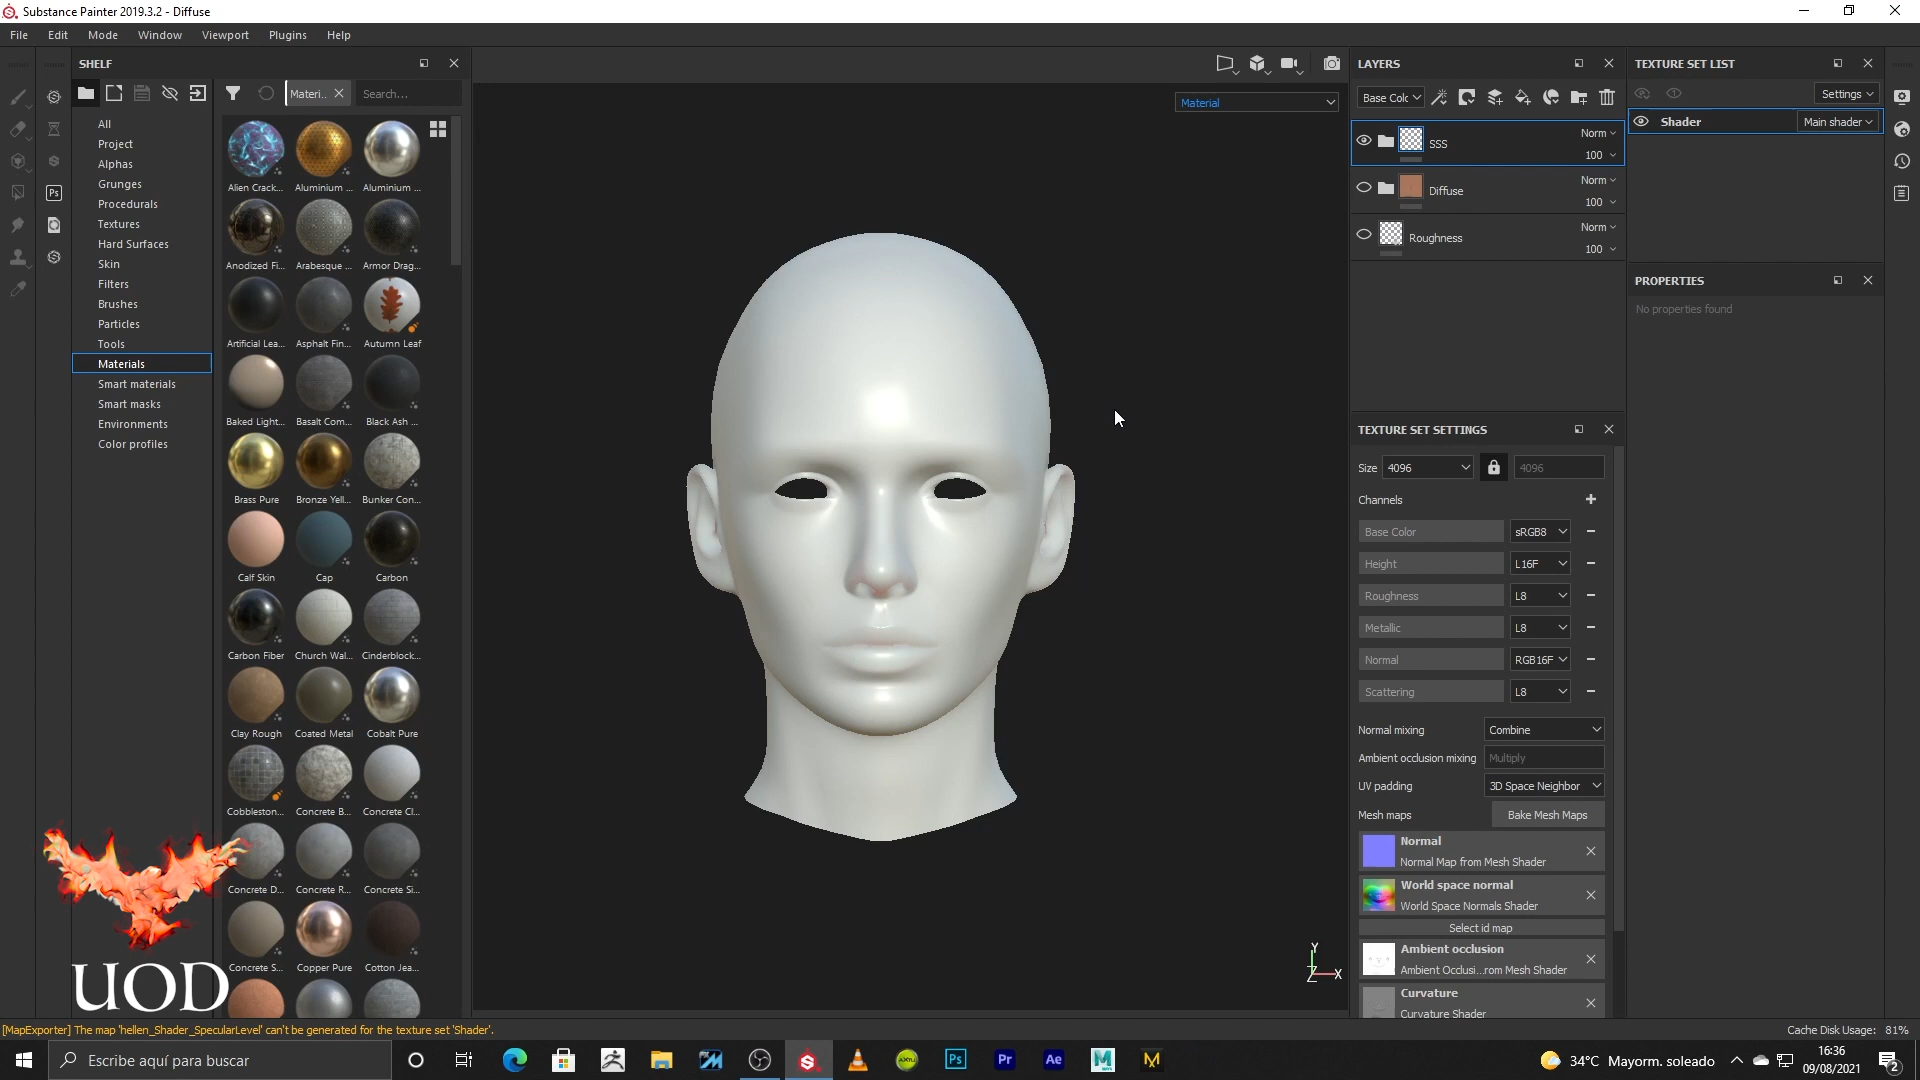 Substance Painter 2019.3.2 - Diffuse
File Edit Mode Window Viewport Plugins Help
SHELF
Materi.. Search...
All
Project
Alphas
Grunges
Procedurals
Textures
Hard Surfaces
Skin
Filters
Brushes
Particles
Tools
Materials
Smart materials
Smart masks
Environments
Color profiles
Alien Crack... Aluminium ... Aluminium ...
Anodized Fi... Arabesque ... Armor Drag...
Artificial Lea... Asphalt Fin... Autumn Leaf
Baked Light... Basalt Com... Black Ash ...
Brass Pure Bronze Yell... Bunker Con...
Calf Skin Cap Carbon
Carbon Fiber Church Wal... Cinderblock...
Clay Rough Coated Metal Cobalt Pure
Cobbleston... Concrete B... Concrete Cl...
Concrete D... Concrete R... Concrete Si...
Concrete S... Copper Pure Cotton Jea...
UOD
Material
Y
Z X
LAYERS
Base Colc
SSS Norm
100
Diffuse Norm
100
Roughness Norm
100
TEXTURE SET SETTINGS
Size 4096 4096
Channels
Base Color sRGB8
Height L16F
Roughness L8
Metallic L8
Normal RGB16F
Scattering L8
Normal mixing Combine
Ambient occlusion mixing Multiply
UV padding 3D Space Neighbor
Mesh maps Bake Mesh Maps
Normal
Normal Map from Mesh Shader
World space normal
World Space Normals Shader
Select id map
Ambient occlusion
Ambient Occlusi...rom Mesh Shader
Curvature
Curvature Shader
TEXTURE SET LIST
Settings
Shader Main shader
PROPERTIES
No properties found
Ps
[MapExporter] The map 'hellen_Shader_SpecularLevel' can't be generated for the texture set 'Shader'.
Cache Disk Usage: 81%
Escribe aquí para buscar
Ps Pr Ae M
34°C Mayorm. soleado
16:36
09/08/2021
2